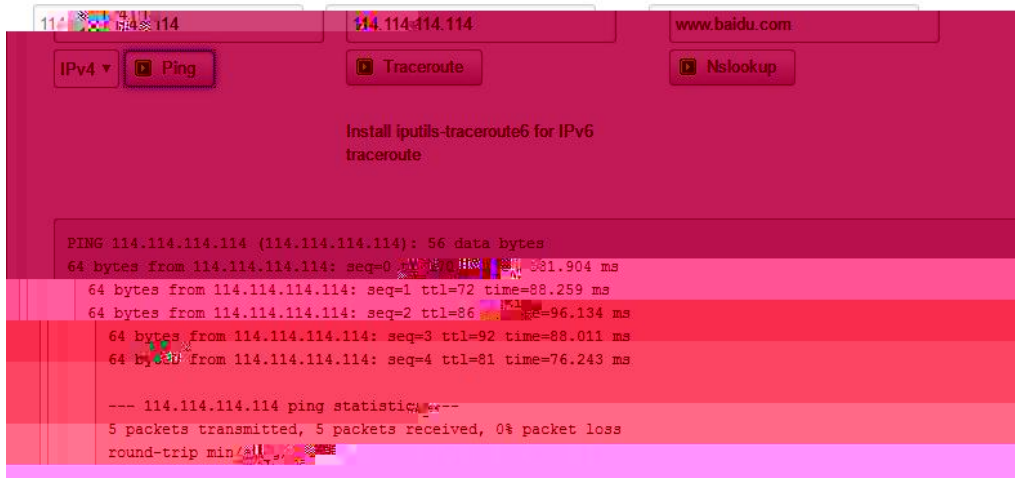 114.114.114.114 www.baidu.com
IPv4 Ping Traceroute Nslookup
Install iputils-traceroute6 for IPv6
traceroute
PING 114.114.114.114 (114.114.114.114): 56 data bytes
64 bytes from 114.114.114.114: seq=0 ms
64 bytes from 114.114.114.114: seq=1 ttl=72 time=88.259 ms
64 bytes from 114.114.114.114: seq=2 ttl=86 ms
64 bytes from 114.114.114.114: seq=3 ttl=92 time=88.011 ms
64 bytes from 114.114.114.114: seq=4 ttl=81 time=76.243 ms
--- 114.114.114.114 ping
5 packets transmitted, 5 packets received, 0% packet loss
round-trip